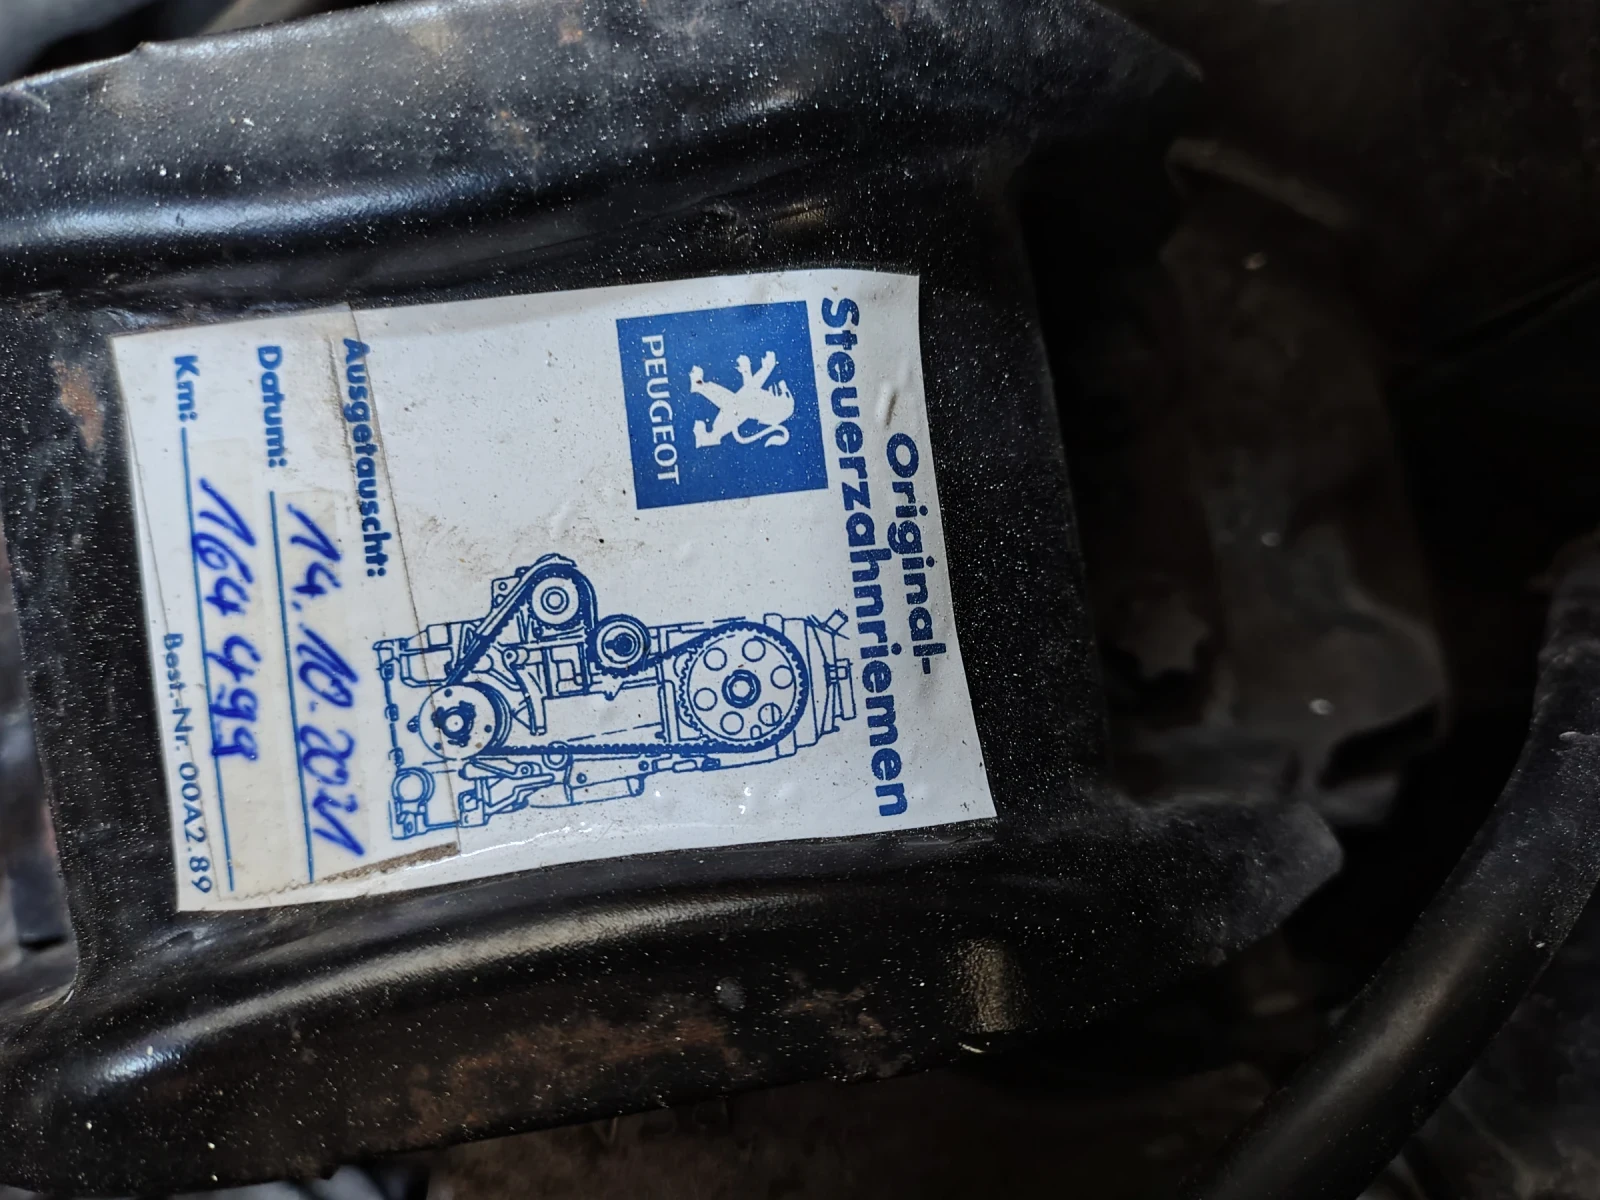 Original-
Steuerzahnriemen
PEUGEOT
Ausgetauscht:
Datum: 14.10.2021
Km: 164 499
Best.-Nr. 00A2.89